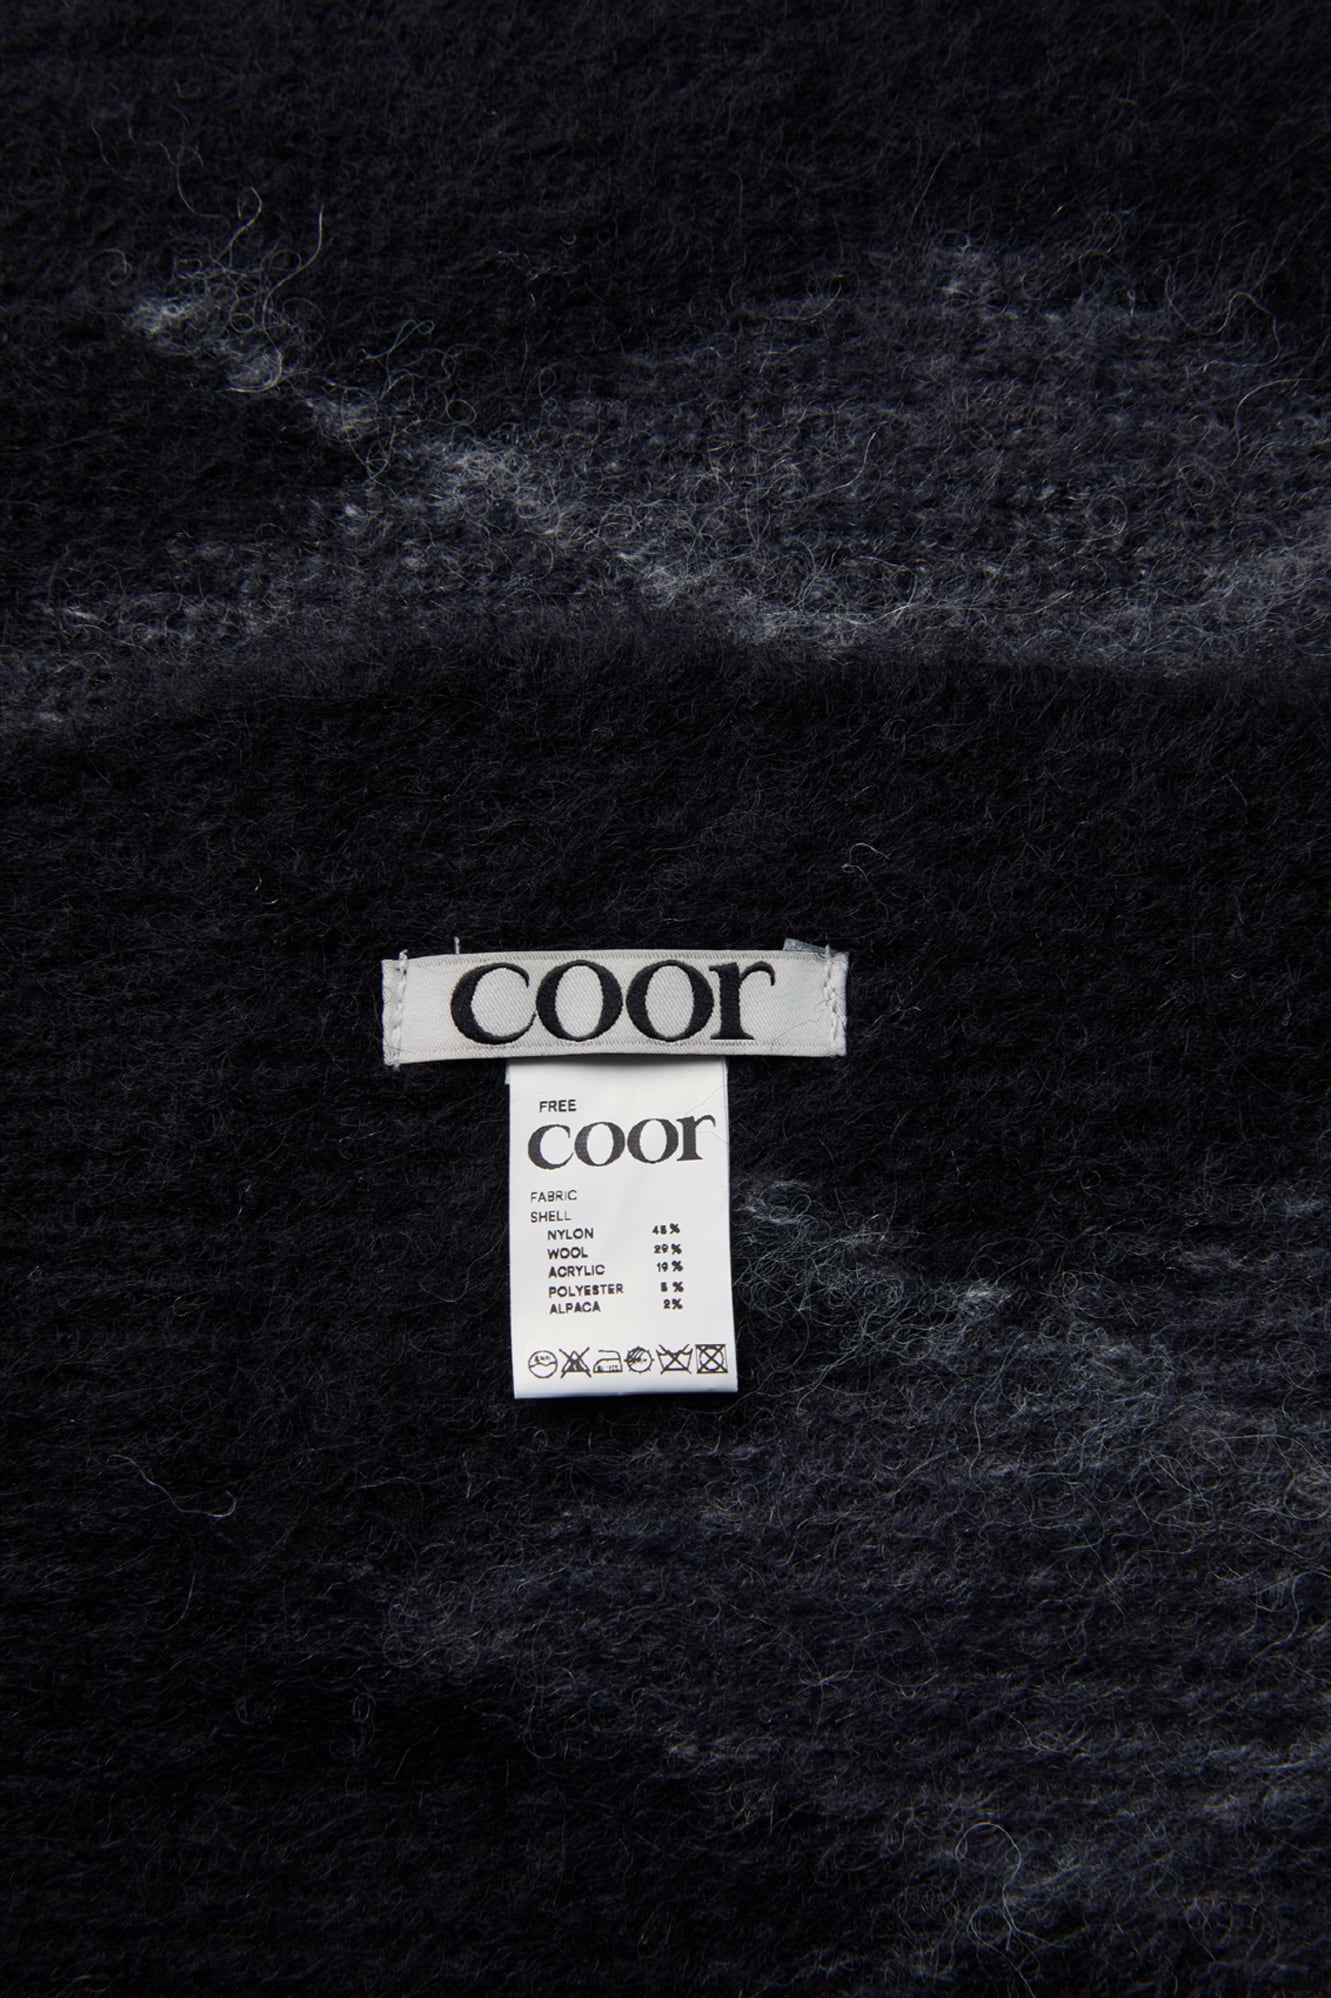 coor
FREE
coor
FABRIC
SHELL
NYLON 45%
WOOL 29%
ACRYLIC 19%
POLYESTER 5%
ALPACA 2%